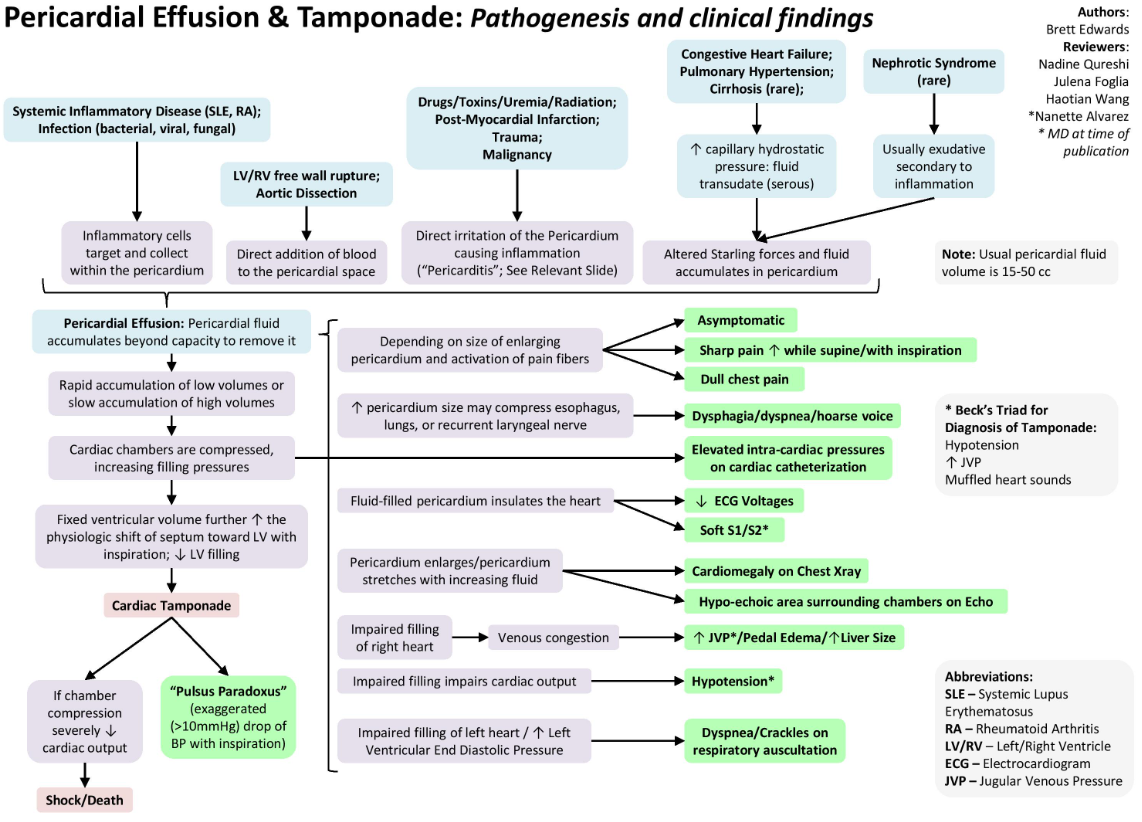 Pericardial Effusion & Tamponade: Pathogenesis and clinical findings
Authors:
Brett Edwards
Reviewers:
Nadine Qureshi
Julena Foglia
Haotian Wang
*Nanette Alvarez
* MD at time of
publication
Systemic Inflammatory Disease (SLE, RA);
Infection (bacterial, viral, fungal)
LV/RV free wall rupture;
Aortic Dissection
Drugs/Toxins/Uremia/Radiation;
Post-Myocardial Infarction;
Trauma;
Malignancy
Congestive Heart Failure;
Pulmonary Hypertension;
Cirrhosis (rare);
Nephrotic Syndrome
(rare)
↑ capillary hydrostatic
pressure: fluid
transudate (serous)
Usually exudative
secondary to
inflammation
Inflammatory cells
target and collect
within the pericardium
Direct addition of blood
to the pericardial space
Direct irritation of the Pericardium
causing inflammation
(“Pericarditis”; See Relevant Slide)
Altered Starling forces and fluid
accumulates in pericardium
Note: Usual pericardial fluid
volume is 15-50 cc
Pericardial Effusion: Pericardial fluid
accumulates beyond capacity to remove it
Rapid accumulation of low volumes or
slow accumulation of high volumes
Cardiac chambers are compressed,
increasing filling pressures
Fixed ventricular volume further ↑ the
physiologic shift of septum toward LV with
inspiration; ↓ LV filling
Cardiac Tamponade
If chamber
compression
severely ↓
cardiac output
“Pulsus Paradoxus”
(exaggerated
(>10mmHg) drop of
BP with inspiration)
Shock/Death
Depending on size of enlarging
pericardium and activation of pain fibers
Asymptomatic
Sharp pain ↑ while supine/with inspiration
Dull chest pain
↑ pericardium size may compress esophagus,
lungs, or recurrent laryngeal nerve
Dysphagia/dyspnea/hoarse voice
Elevated intra-cardiac pressures
on cardiac catheterization
Fluid-filled pericardium insulates the heart
↓ ECG Voltages
Soft S1/S2*
Pericardium enlarges/pericardium
stretches with increasing fluid
Cardiomegaly on Chest Xray
Hypo-echoic area surrounding chambers on Echo
Impaired filling
of right heart
Venous congestion
↑ JVP*/Pedal Edema/↑Liver Size
Impaired filling impairs cardiac output
Hypotension*
Impaired filling of left heart / ↑ Left
Ventricular End Diastolic Pressure
Dyspnea/Crackles on
respiratory auscultation
* Beck’s Triad for
Diagnosis of Tamponade:
Hypotension
↑ JVP
Muffled heart sounds
Abbreviations:
SLE – Systemic Lupus
Erythematosus
RA – Rheumatoid Arthritis
LV/RV – Left/Right Ventricle
ECG – Electrocardiogram
JVP – Jugular Venous Pressure